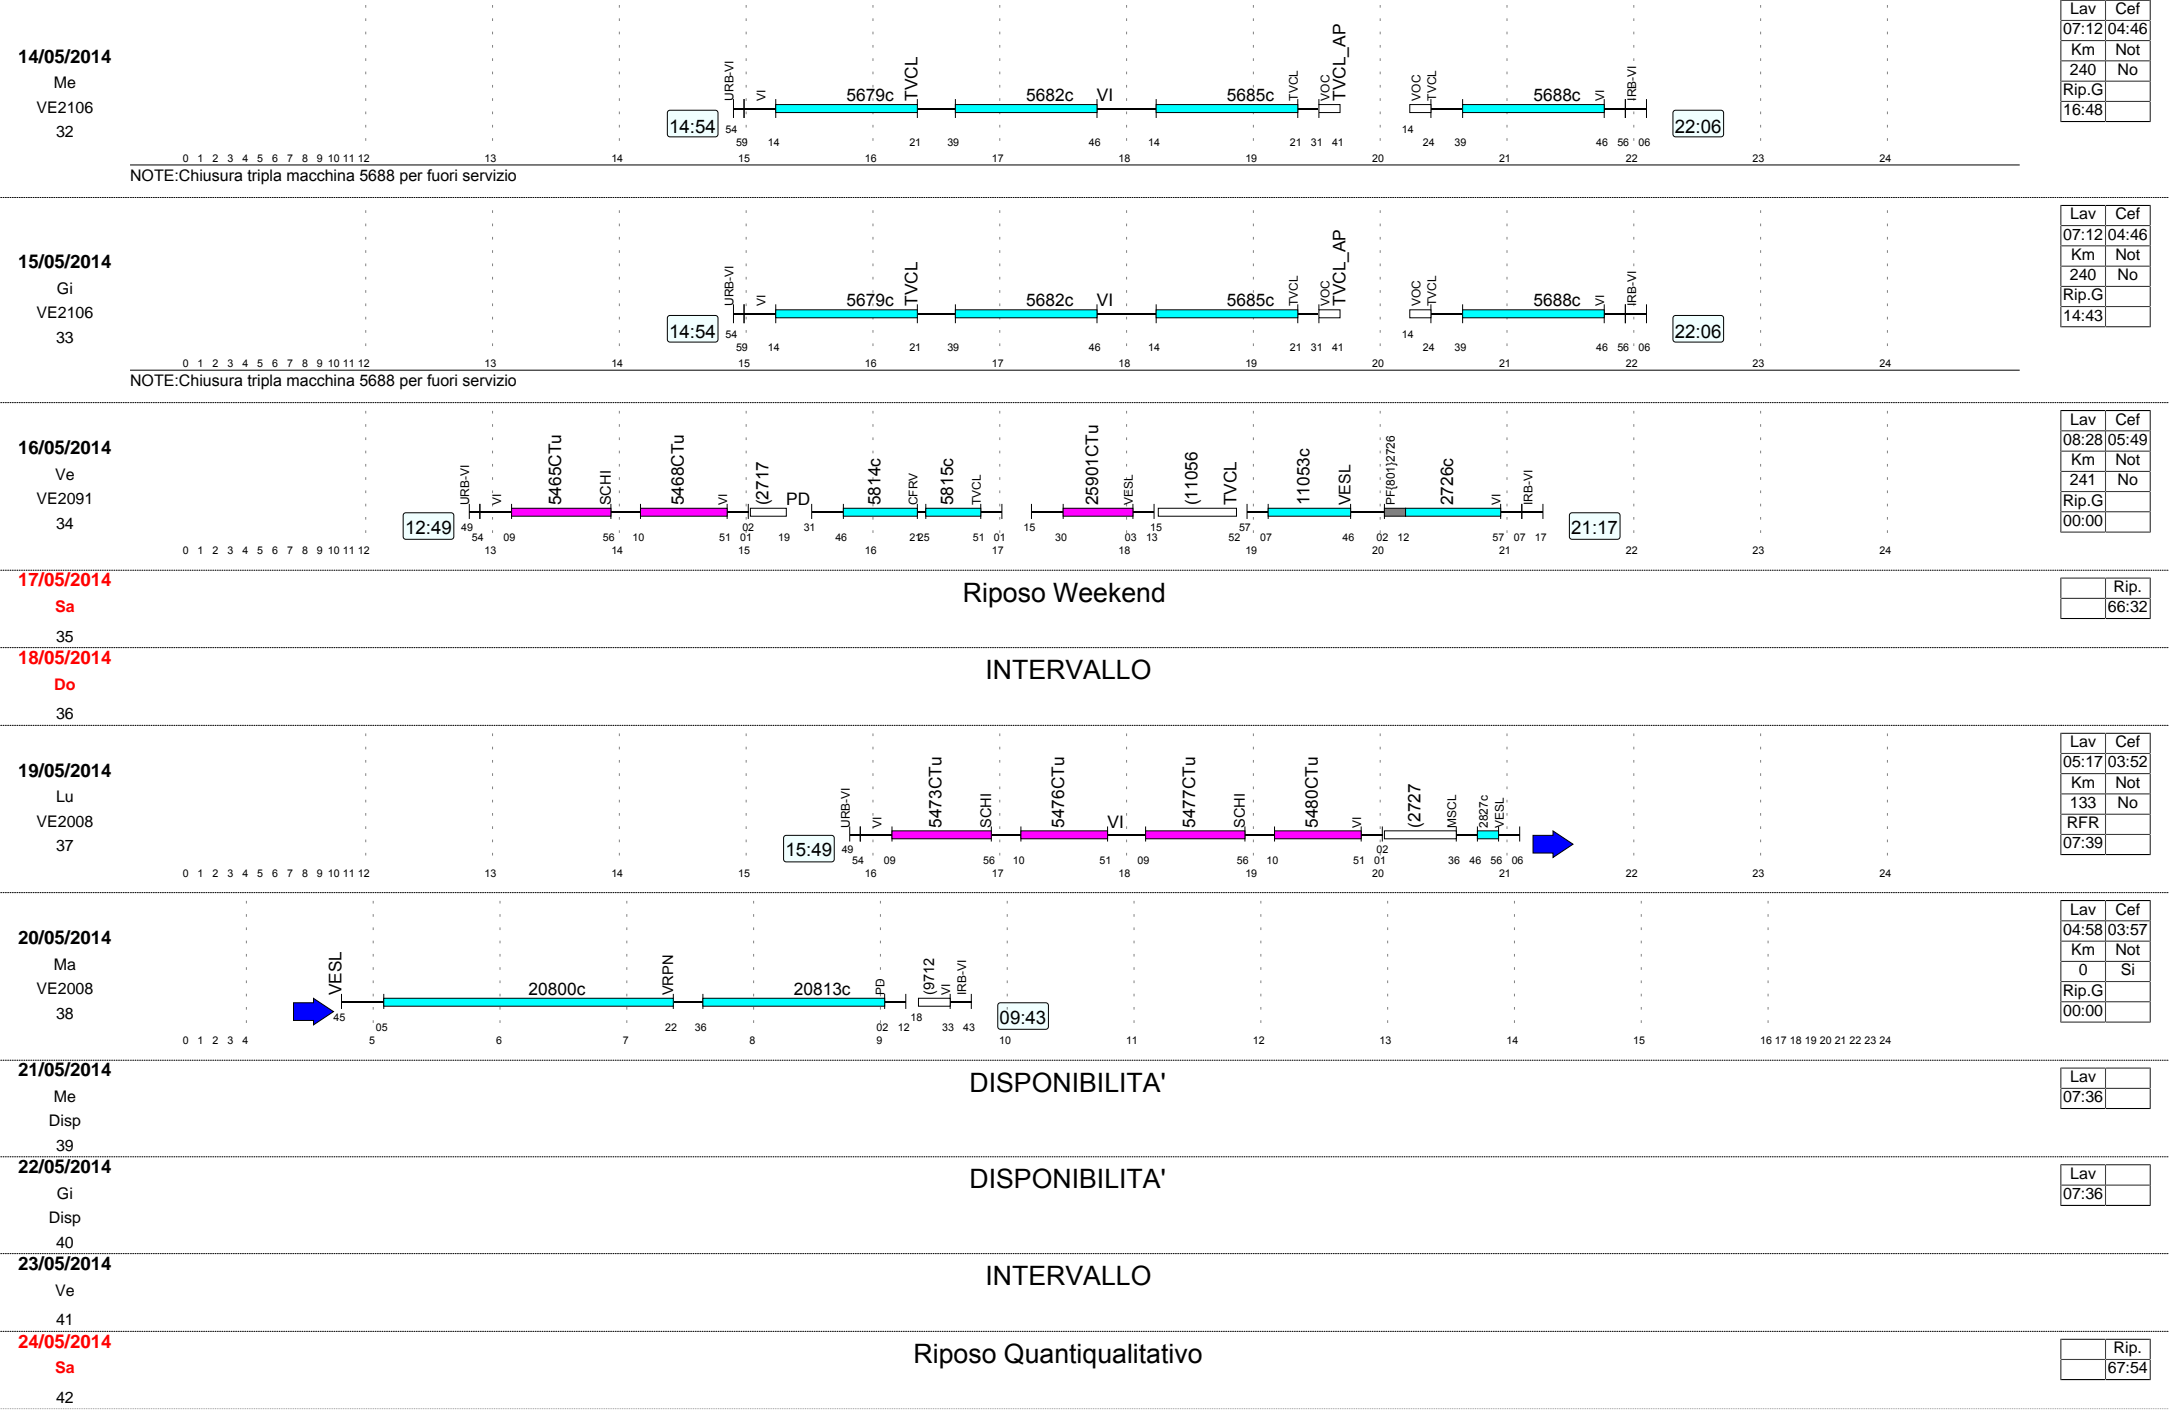 14/05/2014
Me
VE2106
32
14:54
URB-VI VI 5679c TVCL 5682c VI 5685c TVCL VOC TVCL_AP VOC TVCL 5688c VI IRB-VI
22:06
54 59 14 21 39 46 14 21 31 41 14 24 39 46 56 06
0 1 2 3 4 5 6 7 8 9 10 11 12 13 14 15 16 17 18 19 20 21 22 23 24
NOTE:Chiusura tripla macchina 5688 per fuori servizio
Lav Cef
07:12 04:46
Km Not
240 No
Rip.G
16:48
15/05/2014
Gi
VE2106
33
14:54
URB-VI VI 5679c TVCL 5682c VI 5685c TVCL VOC TVCL_AP VOC TVCL 5688c VI IRB-VI
22:06
54 59 14 21 39 46 14 21 31 41 14 24 39 46 56 06
0 1 2 3 4 5 6 7 8 9 10 11 12 13 14 15 16 17 18 19 20 21 22 23 24
NOTE:Chiusura tripla macchina 5688 per fuori servizio
Lav Cef
07:12 04:46
Km Not
240 No
Rip.G
14:43
16/05/2014
Ve
VE2091
34
12:49
URB-VI VI 5465CTu SCHI 5468CTu VI (2717 PD 5814c CFRV 5815c TVCL 25901CTu VESL (11056 TVCL 11053c VESL PF{801}2726 2726c VI IRB-VI
21:17
49 54 09 56 10 51 01 02 19 31 46 21 25 51 01 15 30 03 13 15 52 57 07 46 02 12 57 07 17
0 1 2 3 4 5 6 7 8 9 10 11 12 13 14 15 16 17 18 19 20 21 22 23 24
Lav Cef
08:28 05:49
Km Not
241 No
Rip.G
00:00
17/05/2014
Sa
35
Riposo Weekend
Rip.
66:32
18/05/2014
Do
36
INTERVALLO
19/05/2014
Lu
VE2008
37
15:49
URB-VI VI 5473CTu SCHI 5476CTu VI 5477CTu SCHI 5480CTu VI (2727 MSCL 2827c VESL
49 54 09 56 10 51 09 56 10 51 01 02 36 46 56 06
0 1 2 3 4 5 6 7 8 9 10 11 12 13 14 15 16 17 18 19 20 21 22 23 24
Lav Cef
05:17 03:52
Km Not
133 No
RFR
07:39
20/05/2014
Ma
VE2008
38
VESL 20800c VRPN 20813c PD (9712 VI IRB-VI
09:43
45 05 22 36 02 12 18 33 43
0 1 2 3 4 5 6 7 8 9 10 11 12 13 14 15 16 17 18 19 20 21 22 23 24
Lav Cef
04:58 03:57
Km Not
0 Si
Rip.G
00:00
21/05/2014
Me
Disp
39
DISPONIBILITA'
Lav
07:36
22/05/2014
Gi
Disp
40
DISPONIBILITA'
Lav
07:36
23/05/2014
Ve
41
INTERVALLO
24/05/2014
Sa
42
Riposo Quantiqualitativo
Rip.
67:54